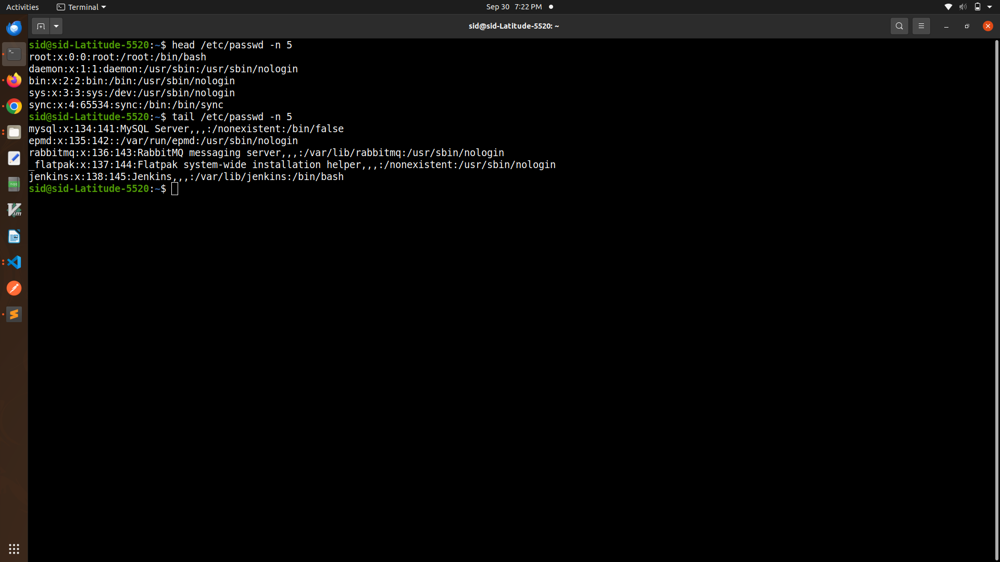 Activities Terminal Sep 30 7:22 PM
sid@sid-Latitude-5520: ~
sid@sid-Latitude-5520:~$ head /etc/passwd -n 5
root:x:0:0:root:/root:/bin/bash
daemon:x:1:1:daemon:/usr/sbin:/usr/sbin/nologin
bin:x:2:2:bin:/bin:/usr/sbin/nologin
sys:x:3:3:sys:/dev:/usr/sbin/nologin
sync:x:4:65534:sync:/bin:/bin/sync
sid@sid-Latitude-5520:~$ tail /etc/passwd -n 5
mysql:x:134:141:MySQL Server,,,:/nonexistent:/bin/false
epmd:x:135:142::/var/run/epmd:/usr/sbin/nologin
rabbitmq:x:136:143:RabbitMQ messaging server,,,:/var/lib/rabbitmq:/usr/sbin/nologin
_flatpak:x:137:144:Flatpak system-wide installation helper,,,:/nonexistent:/usr/sbin/nologin
jenkins:x:138:145:Jenkins,,,:/var/lib/jenkins:/bin/bash
sid@sid-Latitude-5520:~$
nqq
Vim